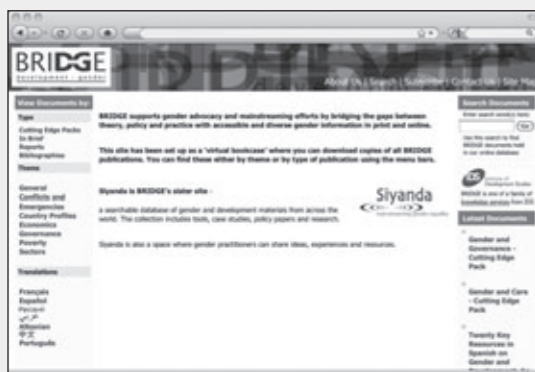 BRIDGE
development - gender
About Us | Search | Subscribe | Contact Us | Site Map
View Documents by:
Type
Cutting Edge Packs
In Brief
Reports
Bibliographies
Theme
General
Conflicts and
Emergencies
Country Profiles
Economics
Governance
Poverty
Sectors
Translations
Français
Español
Русский
عربي
Albanian
中文
Português
BRIDGE supports gender advocacy and mainstreaming efforts by bridging the gaps between
theory, policy and practice with accessible and diverse gender information in print and online.
This site has been set up as a 'virtual bookcase' where you can download copies of all BRIDGE
publications. You can find these either by theme or by type of publication using the menu bars.
Siyanda is BRIDGE's sister site -
a searchable database of gender and development materials from across the
world. The collection includes tools, case studies, policy papers and research.
Siyanda
mainstreaming gender equality
Siyanda is also a space where gender practitioners can share ideas, experiences and resources.
Search Documents
Enter search word(s) here:
Go
Use this search to find
BRIDGE documents held
in our online database
Institute of
Development Studies
BRIDGE is one of a family of
knowledge services from IDS
Latest Documents
Gender and
Governance -
Cutting Edge
Pack
Gender and Care
- Cutting Edge
Pack
Twenty Key
Resources in
Spanish on
Gender and